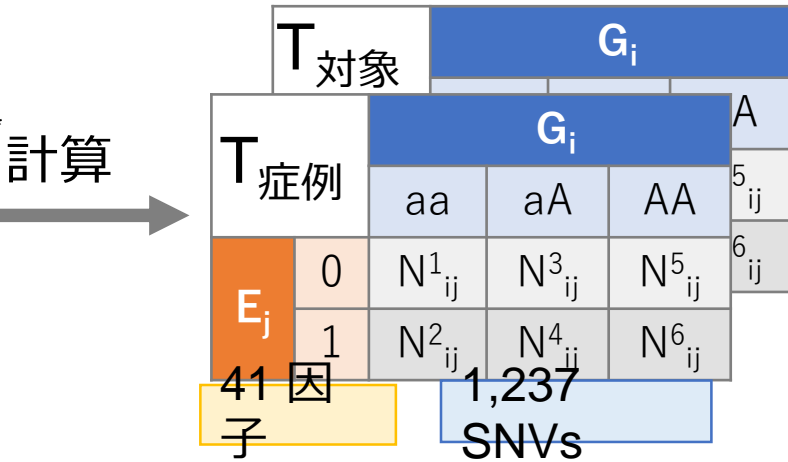 T対象 Gi
A
計算
T症例 Gi
aa aA AA
5ij
Ej 0 N1ij N3ij N5ij
6ij
1 N2ij N4ij N6ij
41 因
子
1,237
SNVs